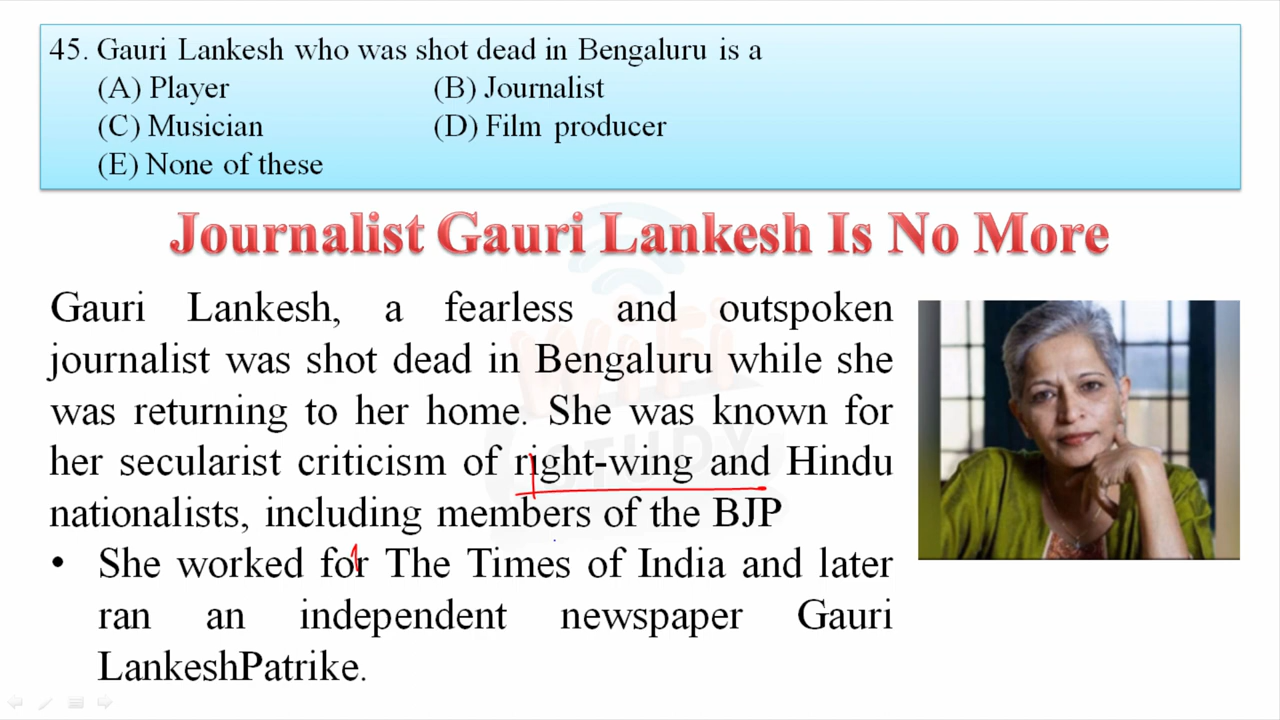 45. Gauri Lankesh who was shot dead in Bengaluru is a
(A) Player (B) Journalist
(C) Musician (D) Film producer
(E) None of these
Journalist Gauri Lankesh Is No More
Gauri Lankesh, a fearless and outspoken
journalist was shot dead in Bengaluru while she
was returning to her home. She was known for
her secularist criticism of right-wing and Hindu
nationalists, including members of the BJP
• She worked for The Times of India and later
ran an independent newspaper Gauri
LankeshPatrike.
WiFi
STUDY